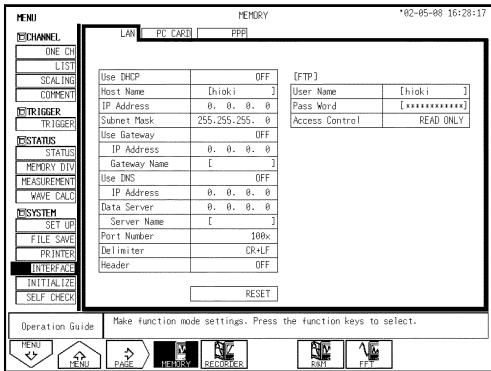 MENU
MEMORY
'02-05-08 16:28:17
CHANNEL
ONE CH
LIST
SCALING
COMMENT
TRIGGER
TRIGGER
STATUS
STATUS
MEMORY DIV
MEASUREMENT
WAVE CALC
SYSTEM
SET UP
FILE SAVE
PRINTER
INTERFACE
INITIALIZE
SELF CHECK
LAN PC CARD PPP
Use DHCP OFF
Host Name [hioki ]
IP Address 0. 0. 0. 0
Subnet Mask 255.255.255. 0
Use Gateway OFF
IP Address 0. 0. 0. 0
Gateway Name [ ]
Use DNS OFF
IP Address 0. 0. 0. 0
Data Server 0. 0. 0. 0
Server Name [ ]
Port Number 100x
Delimiter CR+LF
Header OFF
RESET
[FTP]
User Name [hioki ]
Pass Word [************]
Access Control READ ONLY
Operation Guide
Make function mode settings. Press the function keys to select.
MENU
MENU
PAGE
MEMORY
RECORDER
R&M
FFT